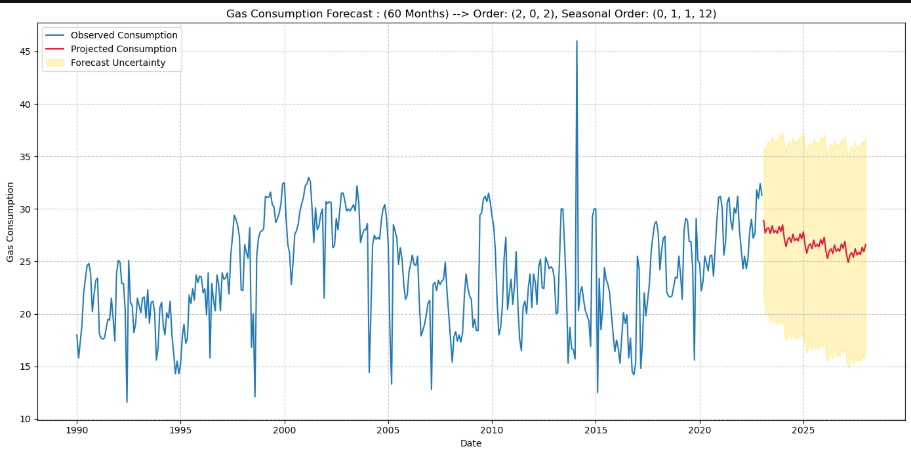 Gas Consumption Forecast : (60 Months) --> Order: (2, 0, 2), Seasonal Order: (0, 1, 1, 12)
Observed Consumption
Projected Consumption
Forecast Uncertainty
Gas Consumption
45
40
35
30
25
20
15
10
1990
1995
2000
2005
2010
2015
2020
2025
Date